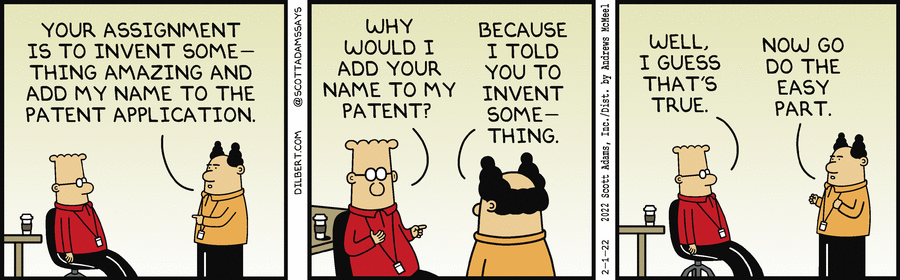 YOUR ASSIGNMENT
IS TO INVENT SOME-
THING AMAZING AND
ADD MY NAME TO THE
PATENT APPLICATION.
DILBERT.COM @SCOTTADAMSSAYS
WHY
WOULD I
ADD YOUR
NAME TO MY
PATENT?
BECAUSE
I TOLD
YOU TO
INVENT
SOME-
THING.
2-1-22 2022 Scott Adams, Inc./Dist. by Andrews McMeel
WELL,
I GUESS
THAT'S
TRUE.
NOW GO
DO THE
EASY
PART.